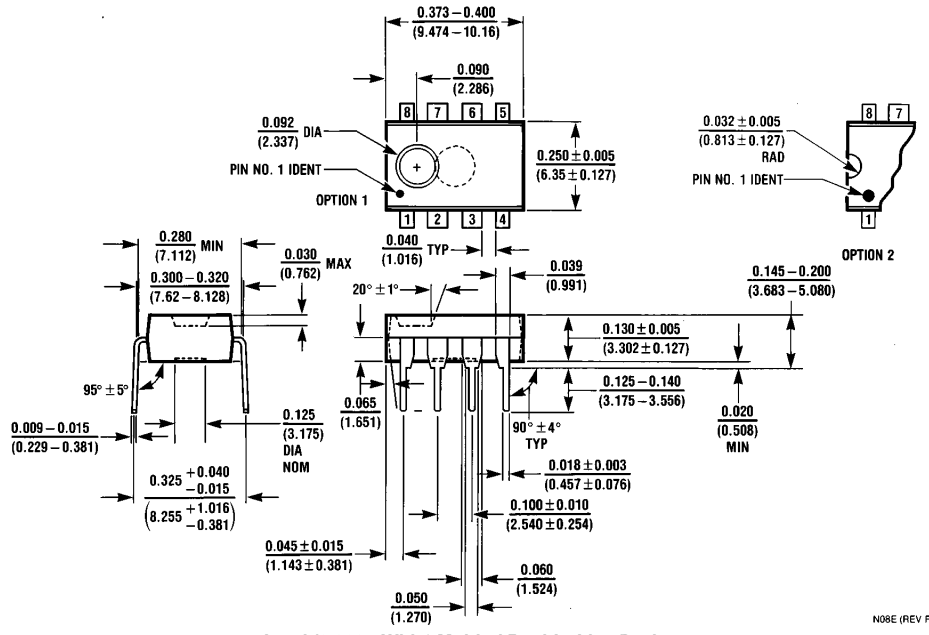 0.373 – 0.400
(9.474 – 10.16)
0.090
(2.286)
8 7 6 5
0.092 DIA
(2.337)
PIN NO. 1 IDENT
OPTION 1
1 2 3 4
0.250 ± 0.005
(6.35 ± 0.127)
8 7
0.032 ± 0.005
(0.813 ± 0.127)
RAD
PIN NO. 1 IDENT
1
OPTION 2
0.280 MIN
(7.112)
0.300 – 0.320
(7.62 – 8.128)
0.030 MAX
(0.762)
0.040 TYP
(1.016)
0.039
(0.991)
20° ± 1°
0.145 – 0.200
(3.683 – 5.080)
0.130 ± 0.005
(3.302 ± 0.127)
95° ± 5°
0.065
(1.651)
0.125 – 0.140
(3.175 – 3.556)
0.020
(0.508)
MIN
90° ± 4°
TYP
0.009 – 0.015
(0.229 – 0.381)
0.125
(3.175)
DIA
NOM
0.018 ± 0.003
(0.457 ± 0.076)
0.325 +0.040 −0.015
(8.255 +1.016 −0.381)
0.100 ± 0.010
(2.540 ± 0.254)
0.045 ± 0.015
(1.143 ± 0.381)
0.060
(1.524)
0.050
(1.270)
N08E (REV F